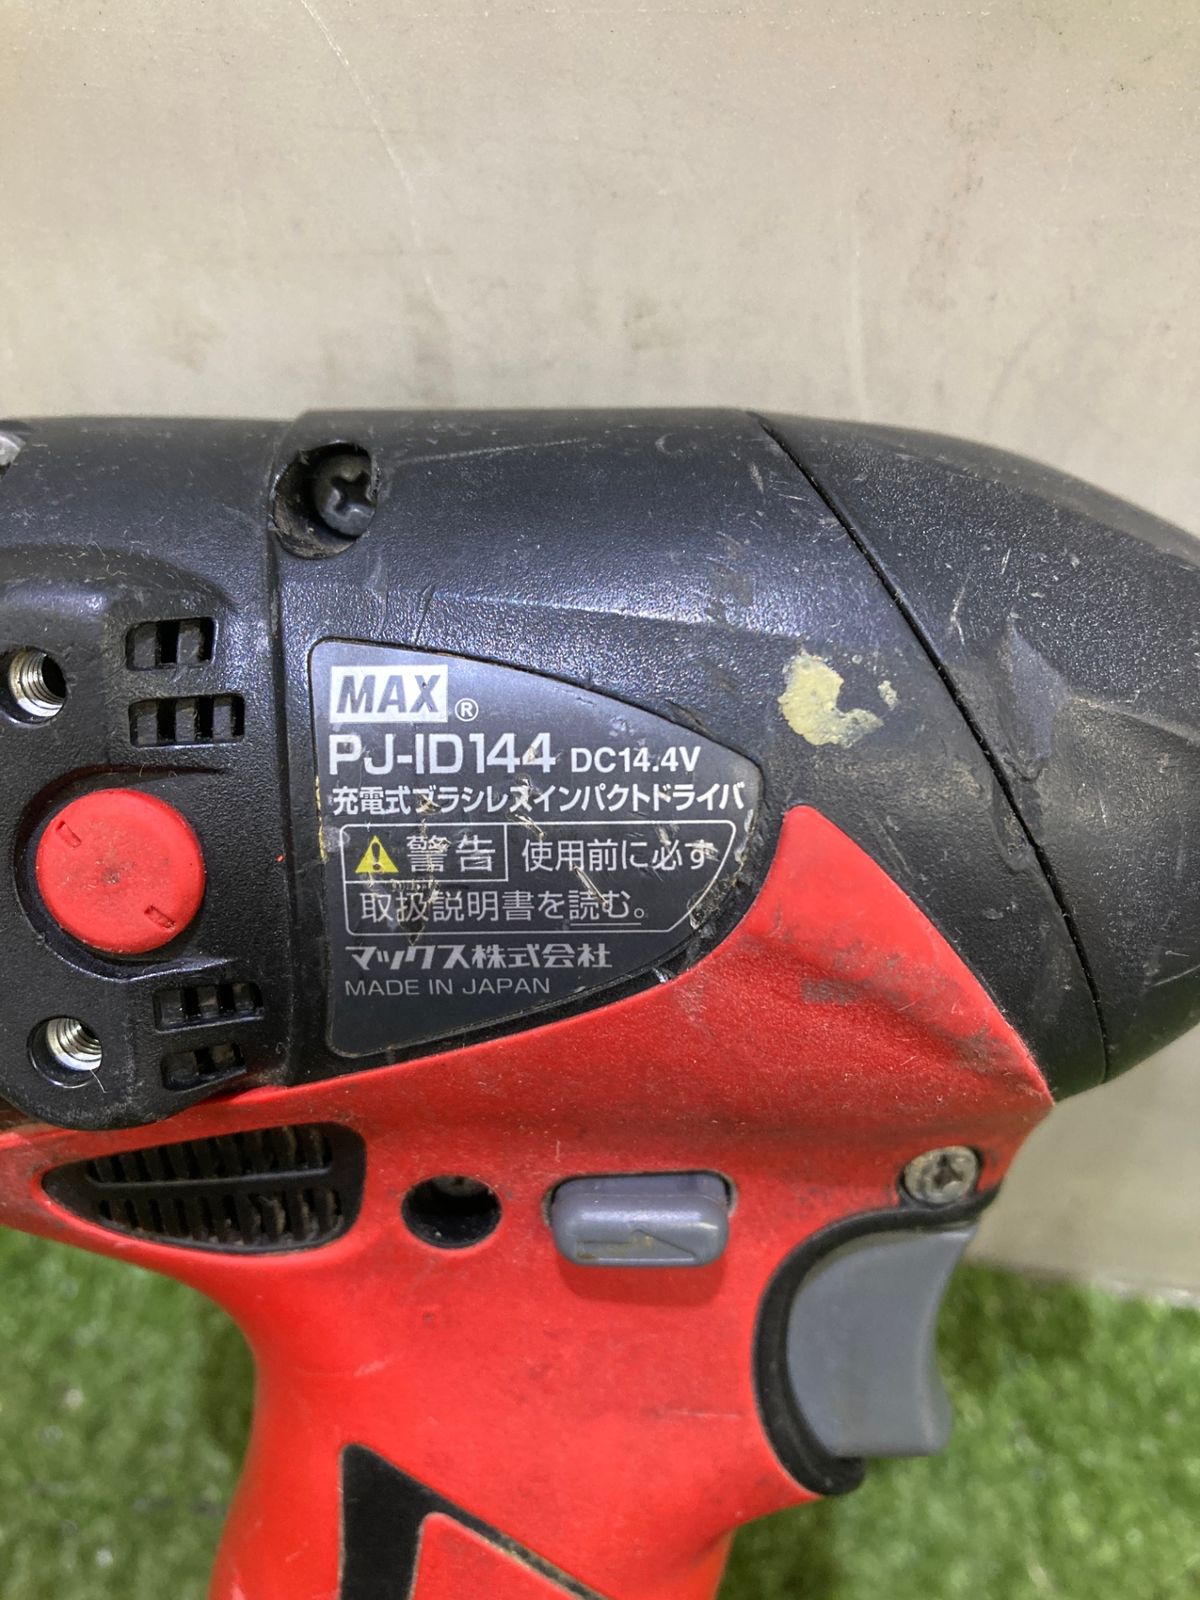 MAX®
PJ-ID144 DC14.4V
充電式ブラシレスインパクトドライバ
警告 使用前に必ず
取扱説明書を読む。
マックス株式会社
MADE IN JAPAN